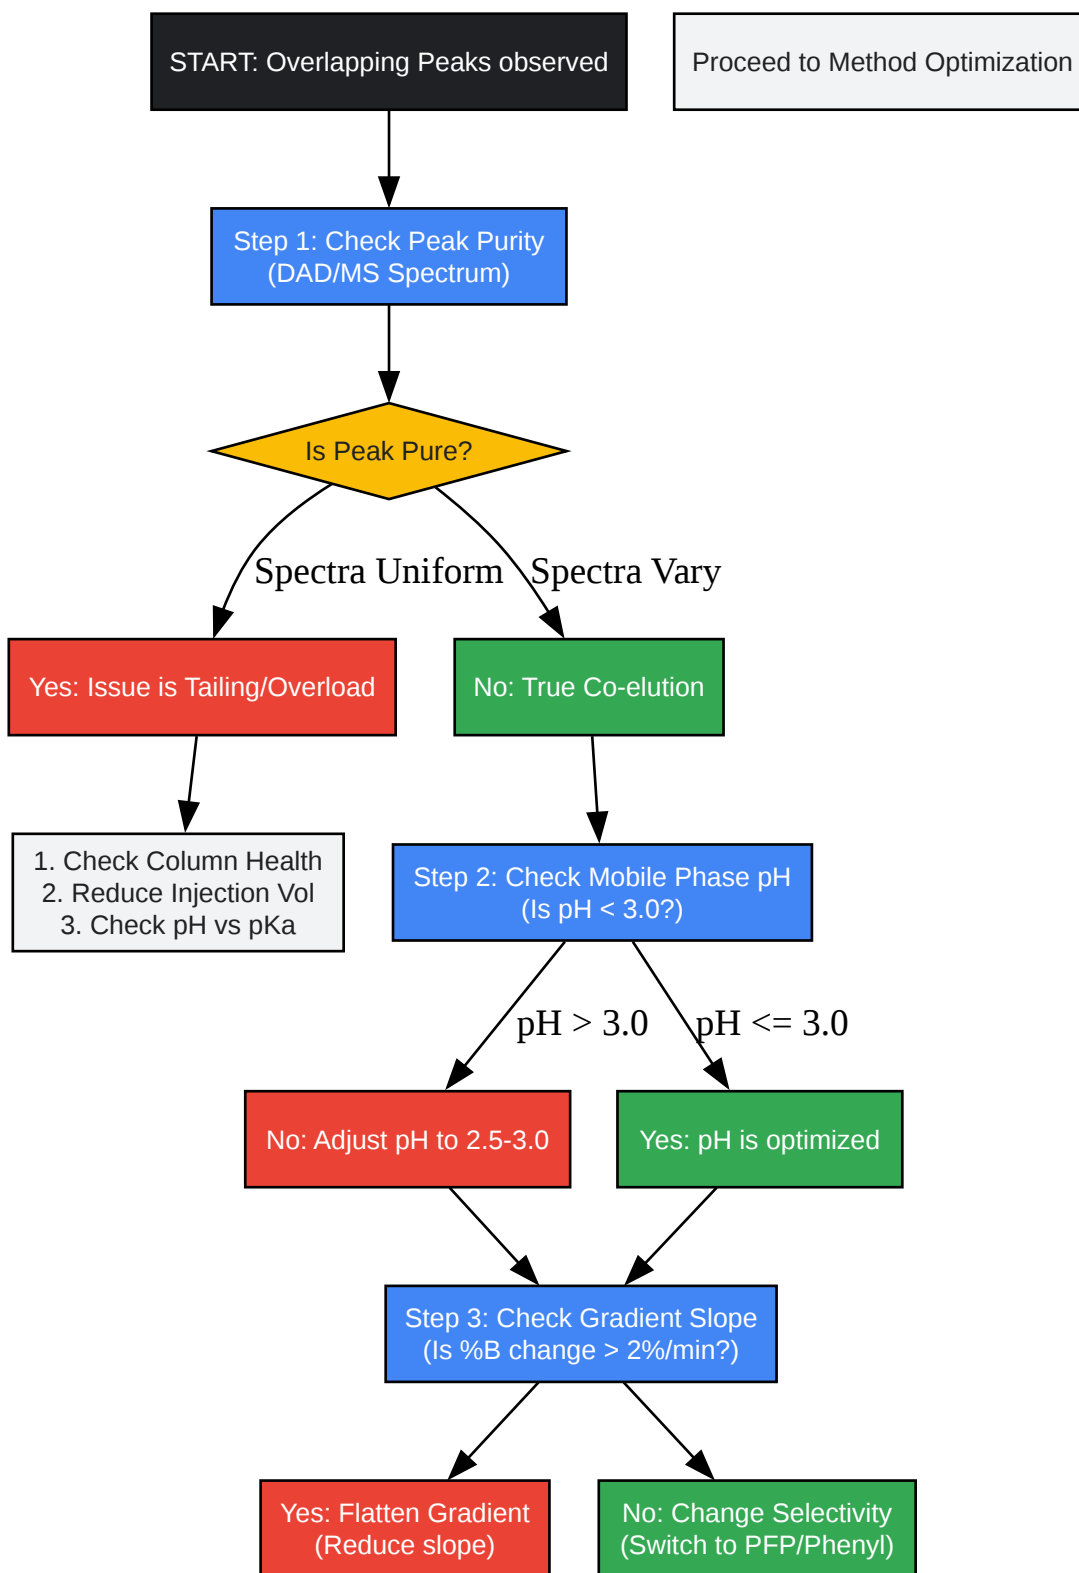 START: Overlapping Peaks observed
Proceed to Method Optimization
Step 1: Check Peak Purity
(DAD/MS Spectrum)
Is Peak Pure?
Spectra Uniform
Spectra Vary
Yes: Issue is Tailing/Overload
No: True Co-elution
1. Check Column Health
2. Reduce Injection Vol
3. Check pH vs pKa
Step 2: Check Mobile Phase pH
(Is pH < 3.0?)
pH > 3.0
pH <= 3.0
No: Adjust pH to 2.5-3.0
Yes: pH is optimized
Step 3: Check Gradient Slope
(Is %B change > 2%/min?)
Yes: Flatten Gradient
(Reduce slope)
No: Change Selectivity
(Switch to PFP/Phenyl)